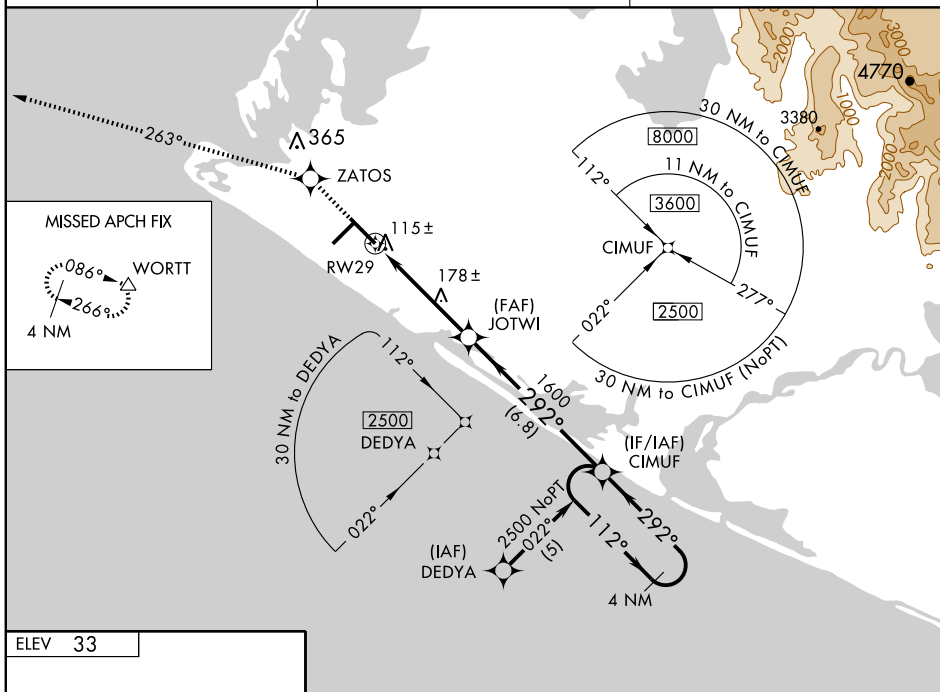 3000
2000
4770
3380
1000
2000
30 NM to CIMUF
8000
112°
11 NM to CIMUF
3600
CIMUF
277°
022°
2500
30 NM to CIMUF (NoPT)
263°
365
ZATOS
MISSED APCH FIX
086°
WORTT
266°
4 NM
115±
RW29
178±
(FAF)
JOTWI
30 NM to DEDYA
112°
2500
DEDYA
022°
1600
292°
(6.8)
(IF/IAF)
CIMUF
2500 NoPT
022°
(5)
112°
292°
(IAF)
DEDYA
4 NM
ELEV 33